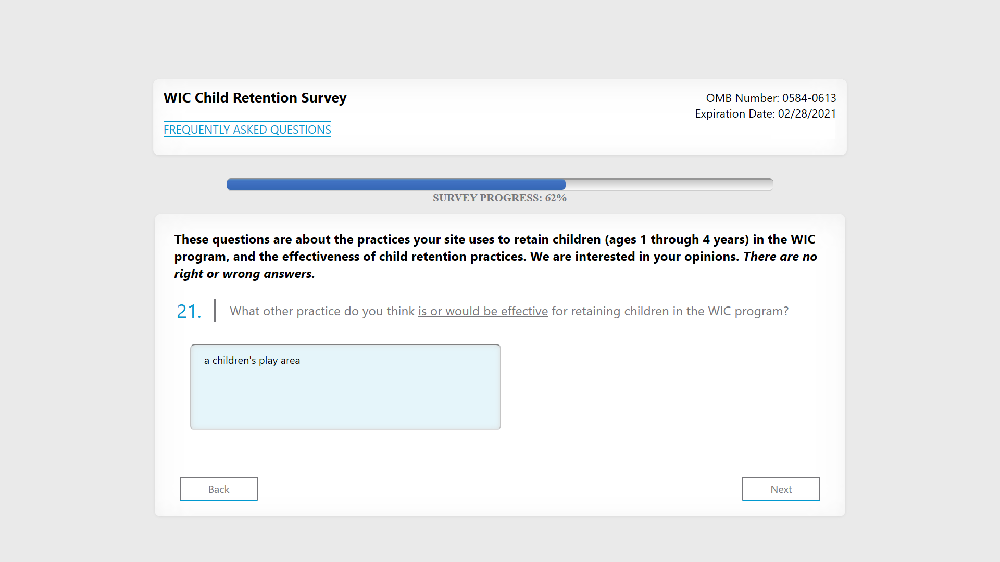 WIC Child Retention Survey
OMB Number: 0584-0613
Expiration Date: 02/28/2021
FREQUENTLY ASKED QUESTIONS
SURVEY PROGRESS: 62%
These questions are about the practices your site uses to retain children (ages 1 through 4 years) in the WIC
program, and the effectiveness of child retention practices. We are interested in your opinions. There are no
right or wrong answers.
21. What other practice do you think is or would be effective for retaining children in the WIC program?
a children's play area
Back
Next